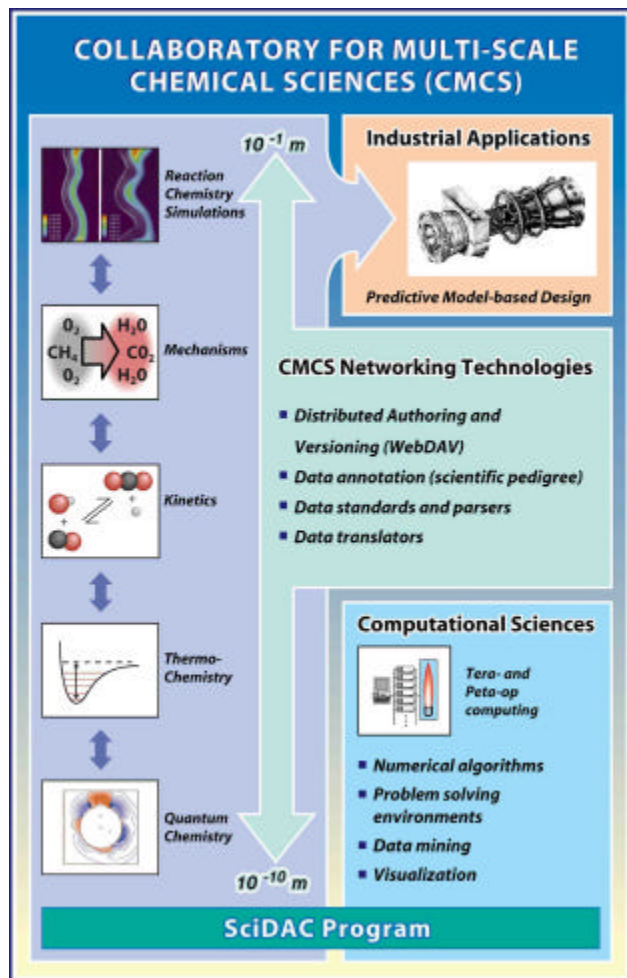 COLLABORATORY FOR MULTI-SCALE
CHEMICAL SCIENCES (CMCS)
10 -1 m
Reaction
Chemistry
Simulations
O2 H2O
CH4 CO2
O2 H2O
Mechanisms
+
+
Kinetics
Thermo-
Chemistry
Quantum
Chemistry
10 -10 m
Industrial Applications
Predictive Model-based Design
CMCS Networking Technologies
Distributed Authoring and
Versioning (WebDAV)
Data annotation (scientific pedigree)
Data standards and parsers
Data translators
Computational Sciences
Tera- and
Peta-op
computing
Numerical algorithms
Problem solving
environments
Data mining
Visualization
SciDAC Program